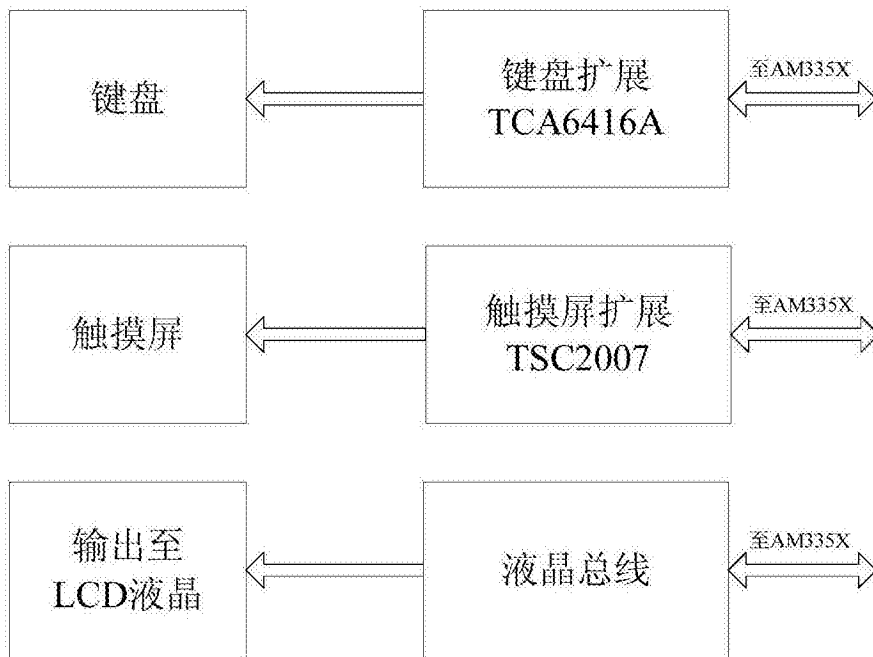 键盘
键盘扩展
TCA6416A
至AM335X
触摸屏
触摸屏扩展
TSC2007
至AM335X
输出至
LCD液晶
液晶总线
至AM335X